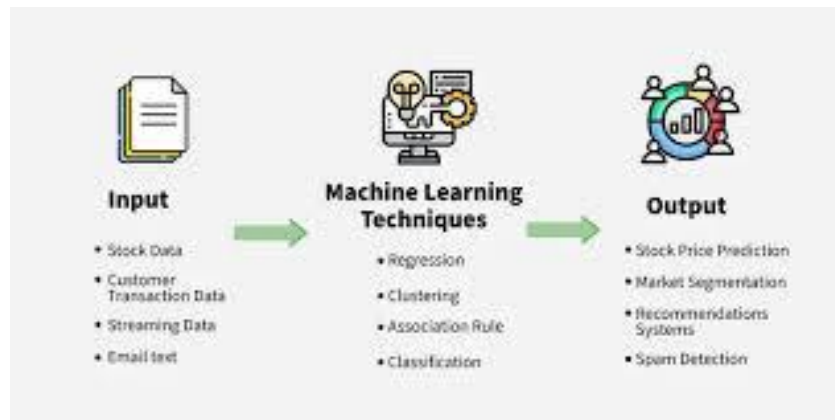 Input
• Stock Data
• Customer
Transaction Data
• Streaming Data
• Email text
Machine Learning
Techniques
• Regression
• Clustering
• Association Rule
• Classification
Output
• Stock Price Prediction
• Market Segmentation
• Recommendations
Systems
• Spam Detection